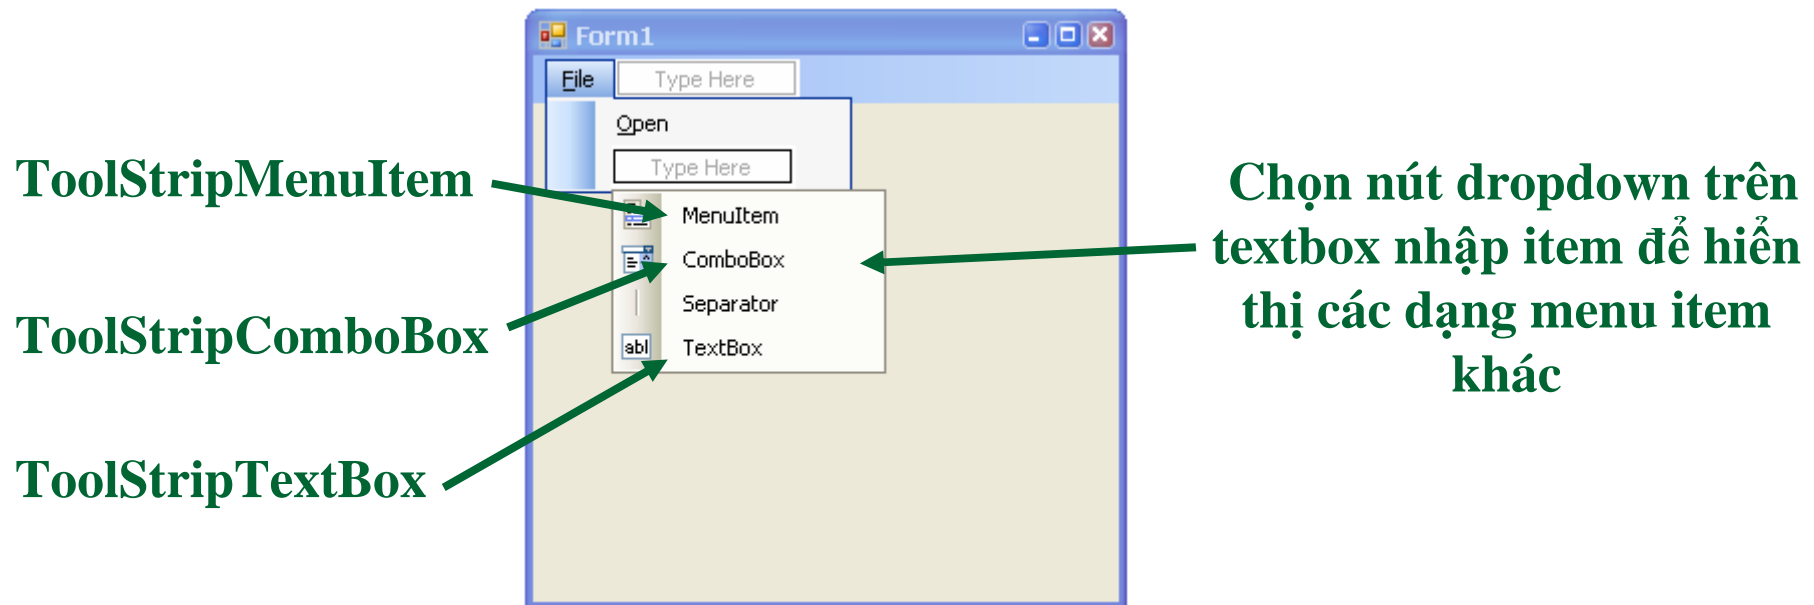 Form1
File
Type Here
Open
Type Here
ToolStripMenuItem
MenuItem
ComboBox
Separator
abl
TextBox
ToolStripComboBox
ToolStripTextBox
Chọn nút dropdown trên
textbox nhập item để hiển
thị các dạng menu item
khác